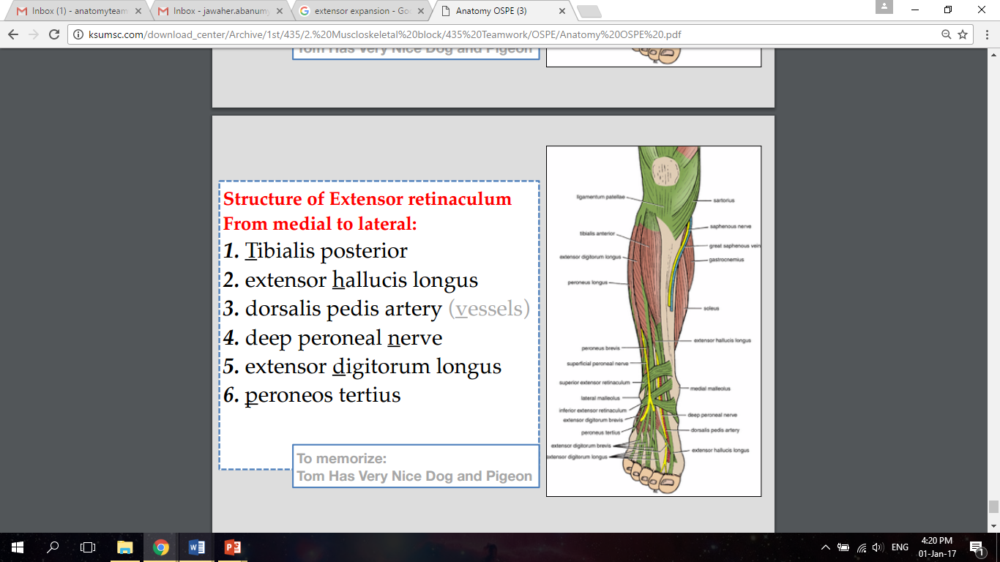 Inbox (1) - anatomyteam
Inbox - jawaher.abanumy
extensor expansion - Goo
Anatomy OSPE (3)
ksumsc.com/download_center/Archive/1st/435/2.%20Muscloskeletal%20block/435%20Teamwork/OSPE/Anatomy%20OSPE%20.pdf
Tom Has Very Nice Dog and Pigeon
Structure of Extensor retinaculum
From medial to lateral:
1. Tibialis posterior
2. extensor hallucis longus
3. dorsalis pedis artery (vessels)
4. deep peroneal nerve
5. extensor digitorum longus
6. peroneos tertius
To memorize:
Tom Has Very Nice Dog and Pigeon
ligamentum patellae
sartorius
saphenous nerve
tibialis anterior
great saphenous vein
extensor digitorum longus
gastrocnemius
peroneus longus
soleus
extensor hallucis longus
peroneus brevis
superficial peroneal nerve
superior extensor retinaculum
medial malleolus
lateral malleolus
inferior extensor retinaculum
deep peroneal nerve
extensor digitorum brevis
dorsalis pedis artery
peroneus tertius
extensor digitorum brevis
extensor hallucis longus
extensor digitorum longus
ENG
4:20 PM
01-Jan-17
1